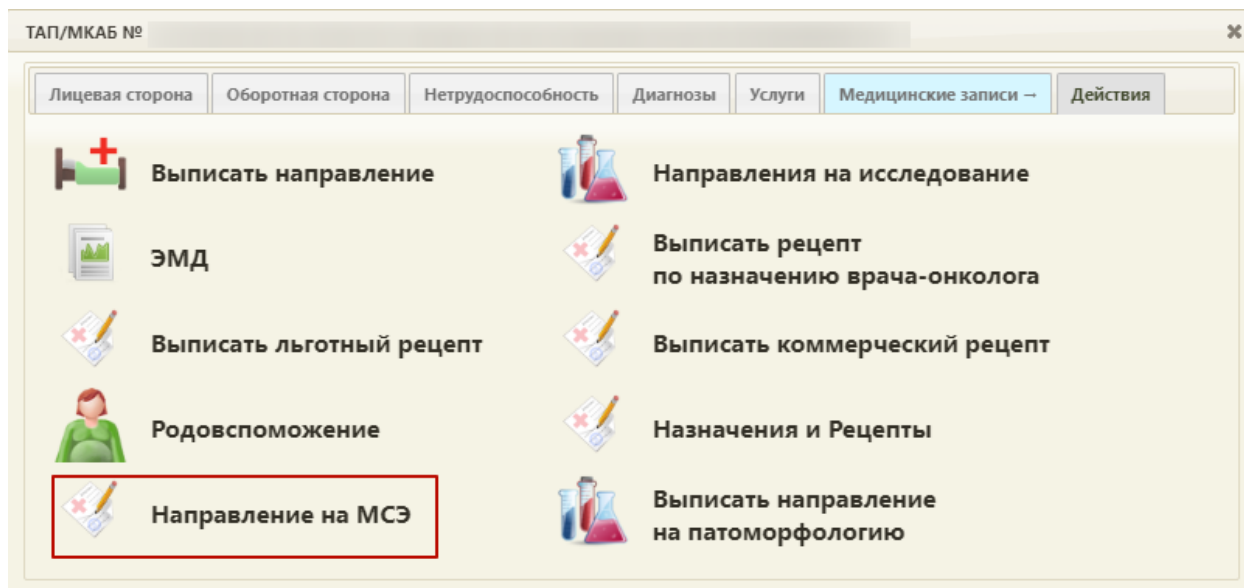 ТАП/МКАБ №
Лицевая сторона
Оборотная сторона
Нетрудоспособность
Диагнозы
Услуги
Медицинские записи →
Действия
Выписать направление
Направления на исследование
ЭМД
Выписать рецепт
по назначению врача-онколога
Выписать льготный рецепт
Выписать коммерческий рецепт
Родовспоможение
Назначения и Рецепты
Направление на МСЭ
Выписать направление
на патоморфологию